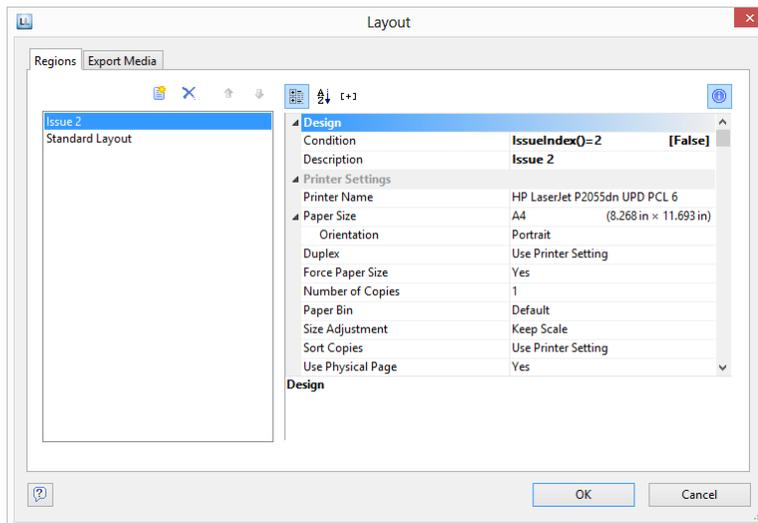 Layout
Regions Export Media
[+]
Issue 2
Standard Layout
Design
Condition IssueIndex()=2 [False]
Description Issue 2
Printer Settings
Printer Name HP LaserJet P2055dn UPD PCL 6
Paper Size A4 (8.268 in × 11.693 in)
Orientation Portrait
Duplex Use Printer Setting
Force Paper Size Yes
Number of Copies 1
Paper Bin Default
Size Adjustment Keep Scale
Sort Copies Use Printer Setting
Use Physical Page Yes
Design
OK Cancel